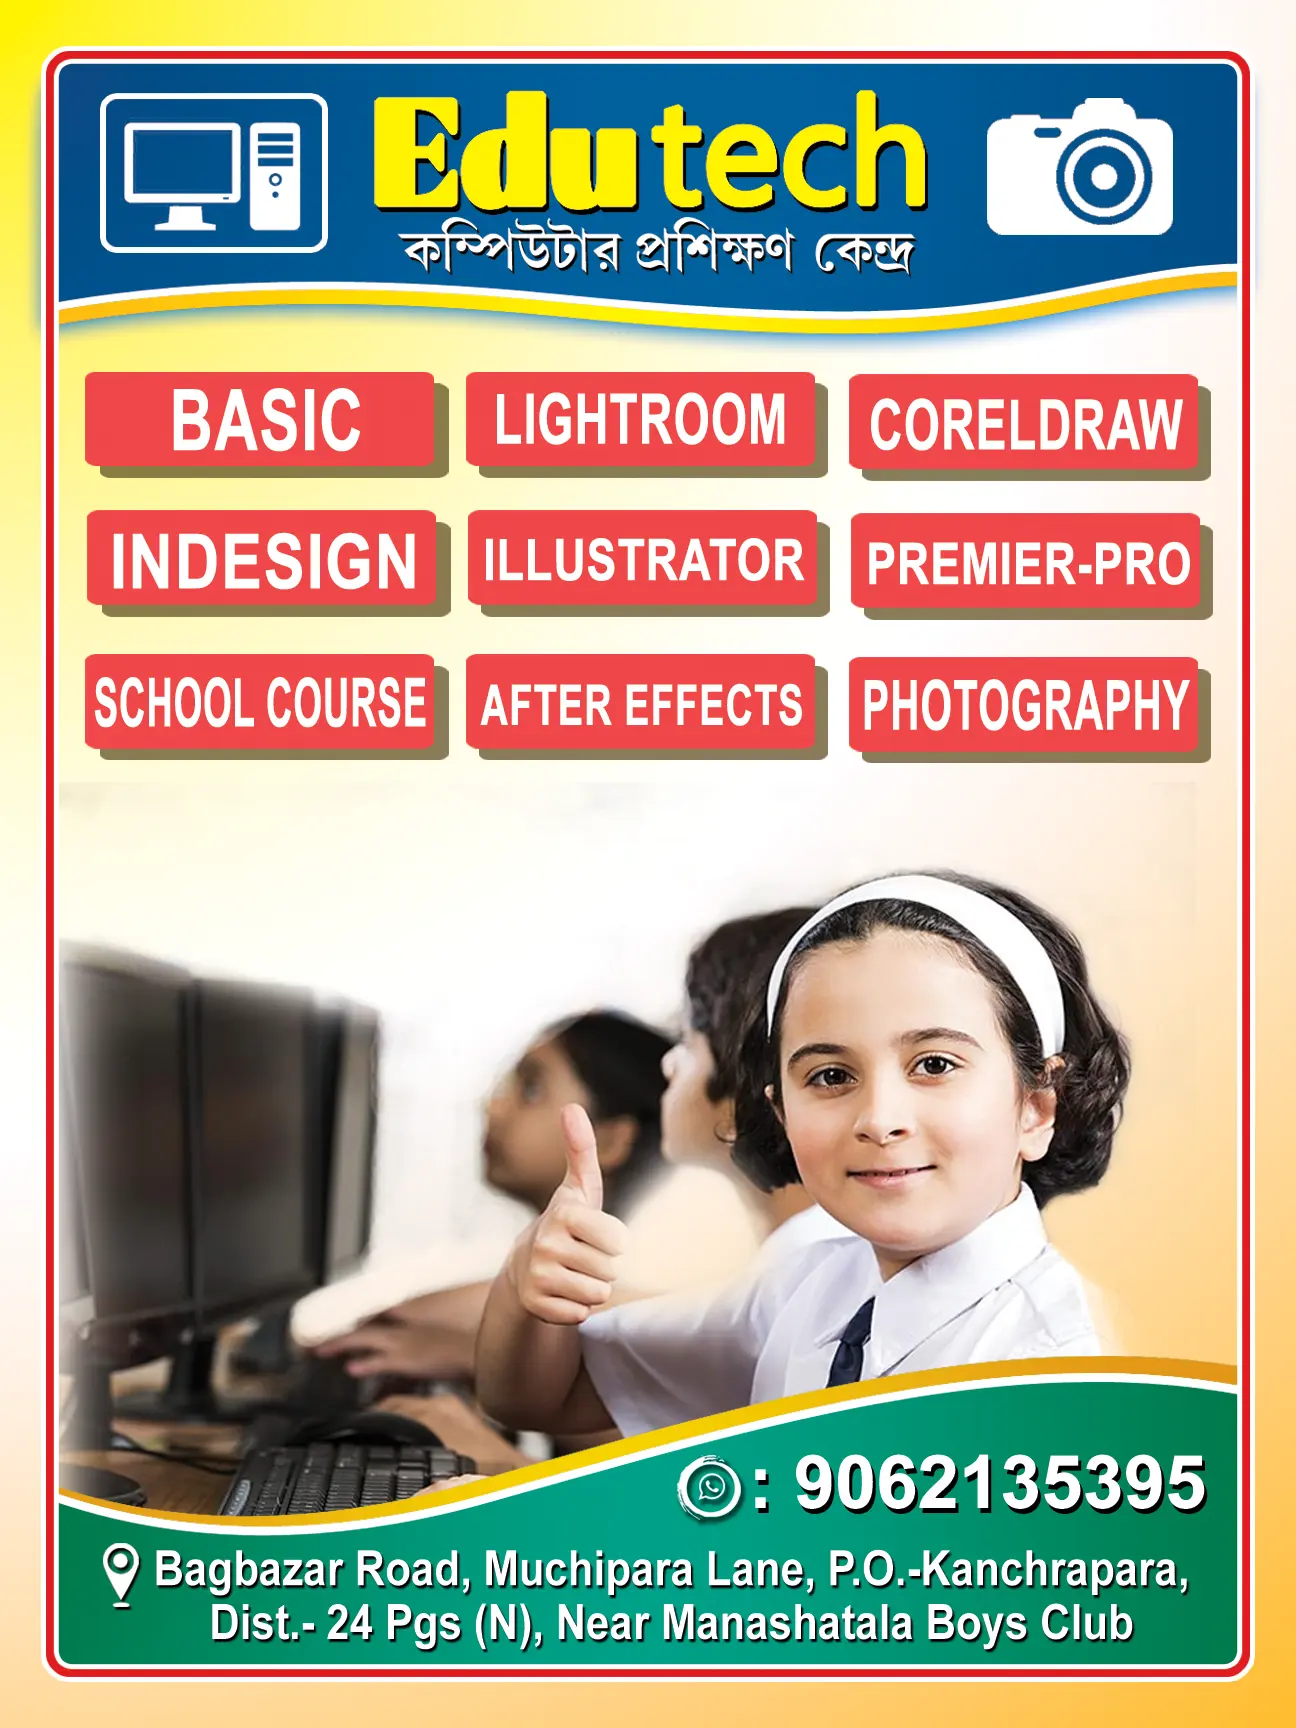 Edutech
কম্পিউটার প্রশিক্ষণ কেন্দ্র
BASIC
LIGHTROOM
CORELDRAW
INDESIGN
ILLUSTRATOR
PREMIER-PRO
SCHOOL COURSE
AFTER EFFECTS
PHOTOGRAPHY
: 9062135395
Bagbazar Road, Muchipara Lane, P.O.-Kanchrapara,
Dist.- 24 Pgs (N), Near Manashatala Boys Club